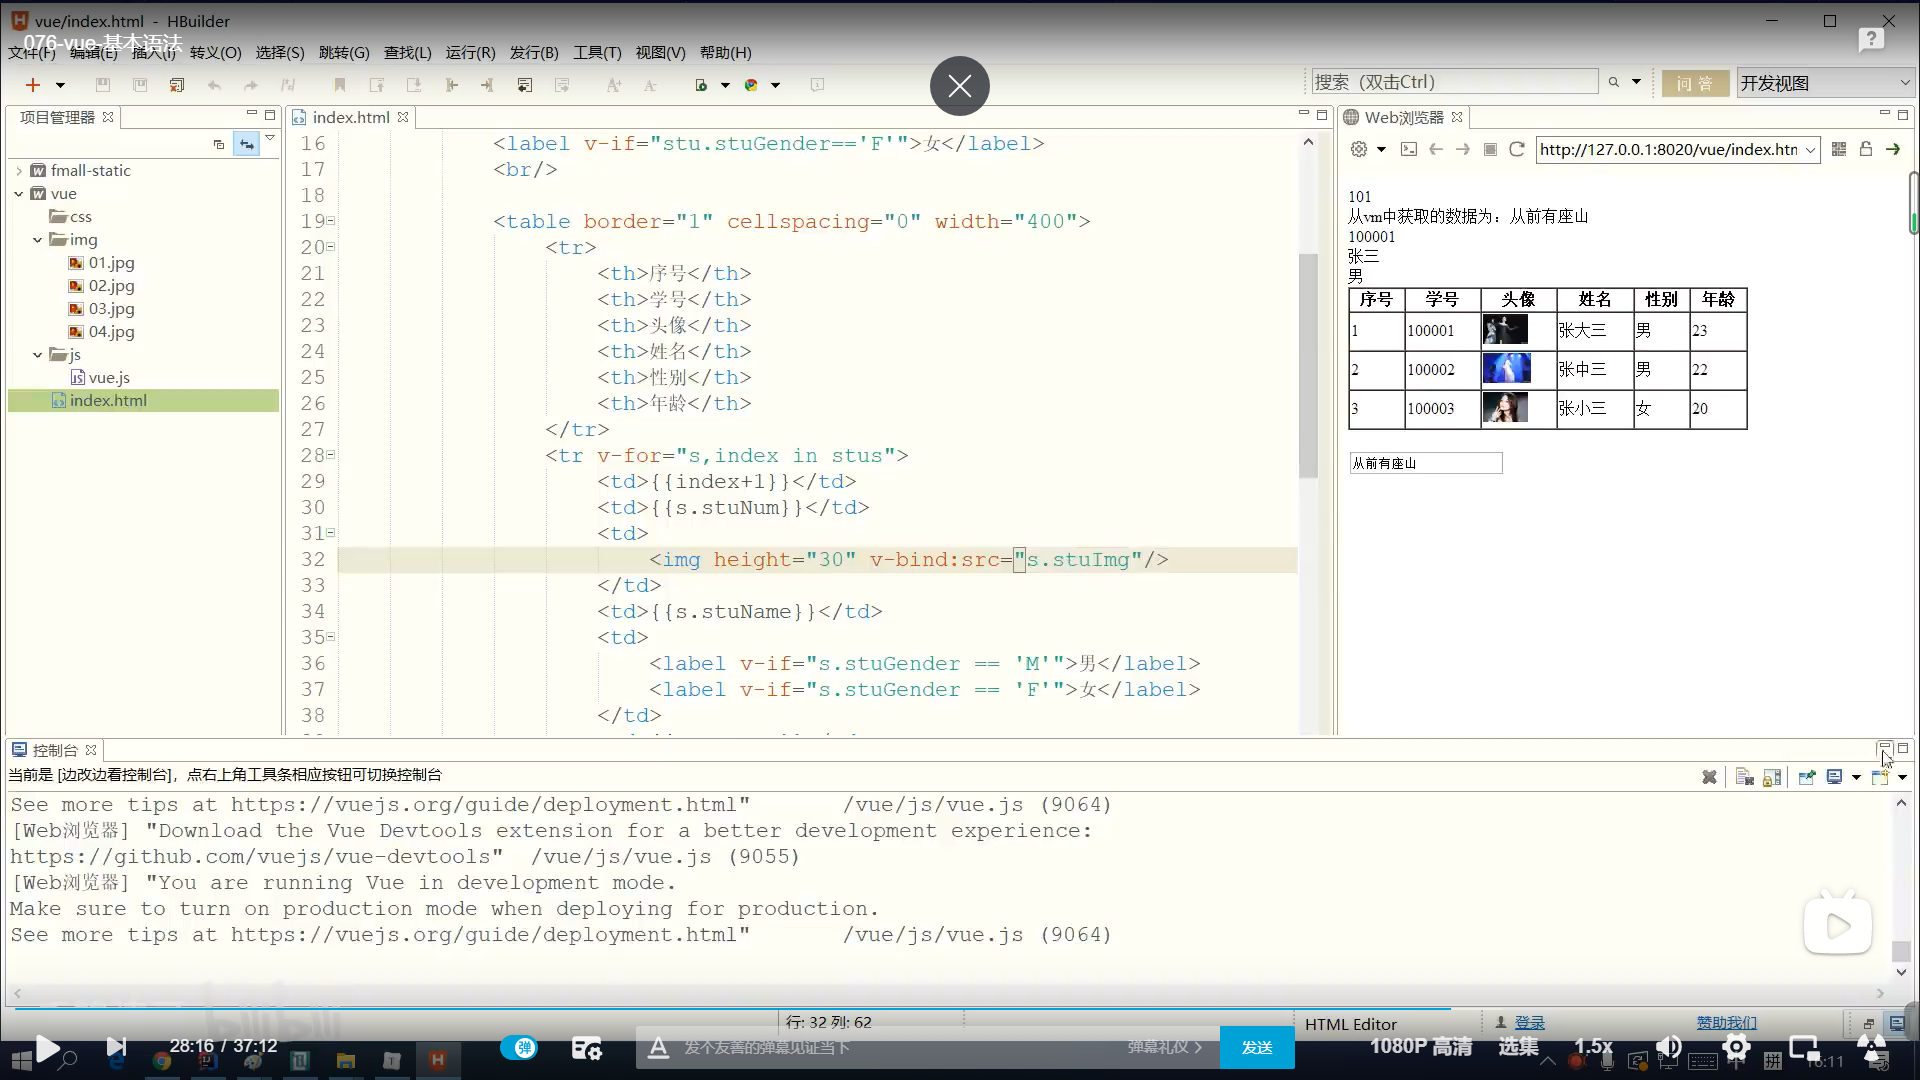 vue/index.html - HBuilder
076-vue-基本语法
文件(F) 编辑(E) 插入(I) 转义(O) 选择(S) 跳转(G) 查找(L) 运行(R) 发行(B) 工具(T) 视图(V) 帮助(H)
搜索（双击Ctrl）
问 答
开发视图
项目管理器
fmall-static
vue
css
img
01.jpg
02.jpg
03.jpg
04.jpg
js
vue.js
index.html
index.html
16 <label v-if="stu.stuGender=='F'">女</label>
17 <br/>
18
19 <table border="1" cellspacing="0" width="400">
20 <tr>
21 <th>序号</th>
22 <th>学号</th>
23 <th>头像</th>
24 <th>姓名</th>
25 <th>性别</th>
26 <th>年龄</th>
27 </tr>
28 <tr v-for="s,index in stus">
29 <td>{{index+1}}</td>
30 <td>{{s.stuNum}}</td>
31 <td>
32 <img height="30" v-bind:src="s.stuImg"/>
33 </td>
34 <td>{{s.stuName}}</td>
35 <td>
36 <label v-if="s.stuGender == 'M'">男</label>
37 <label v-if="s.stuGender == 'F'">女</label>
38 </td>
Web浏览器
http://127.0.0.1:8020/vue/index.htm
101
从vm中获取的数据为：从前有座山
100001
张三
男
序号 学号 头像 姓名 性别 年龄
1 100001 张大三 男 23
2 100002 张中三 男 22
3 100003 张小三 女 20
从前有座山
控制台
当前是 [边改边看控制台]，点右上角工具条相应按钮可切换控制台
See more tips at https://vuejs.org/guide/deployment.html" /vue/js/vue.js (9064)
[Web浏览器] "Download the Vue Devtools extension for a better development experience:
https://github.com/vuejs/vue-devtools" /vue/js/vue.js (9055)
[Web浏览器] "You are running Vue in development mode.
Make sure to turn on production mode when deploying for production.
See more tips at https://vuejs.org/guide/deployment.html" /vue/js/vue.js (9064)
bilibili
行: 32 列: 62
HTML Editor
登录
赞助我们
28:16 / 37:12
弹
发个友善的弹幕见证当下
弹幕礼仪
发送
1080P 高清
选集
1.5x
拼
16:11